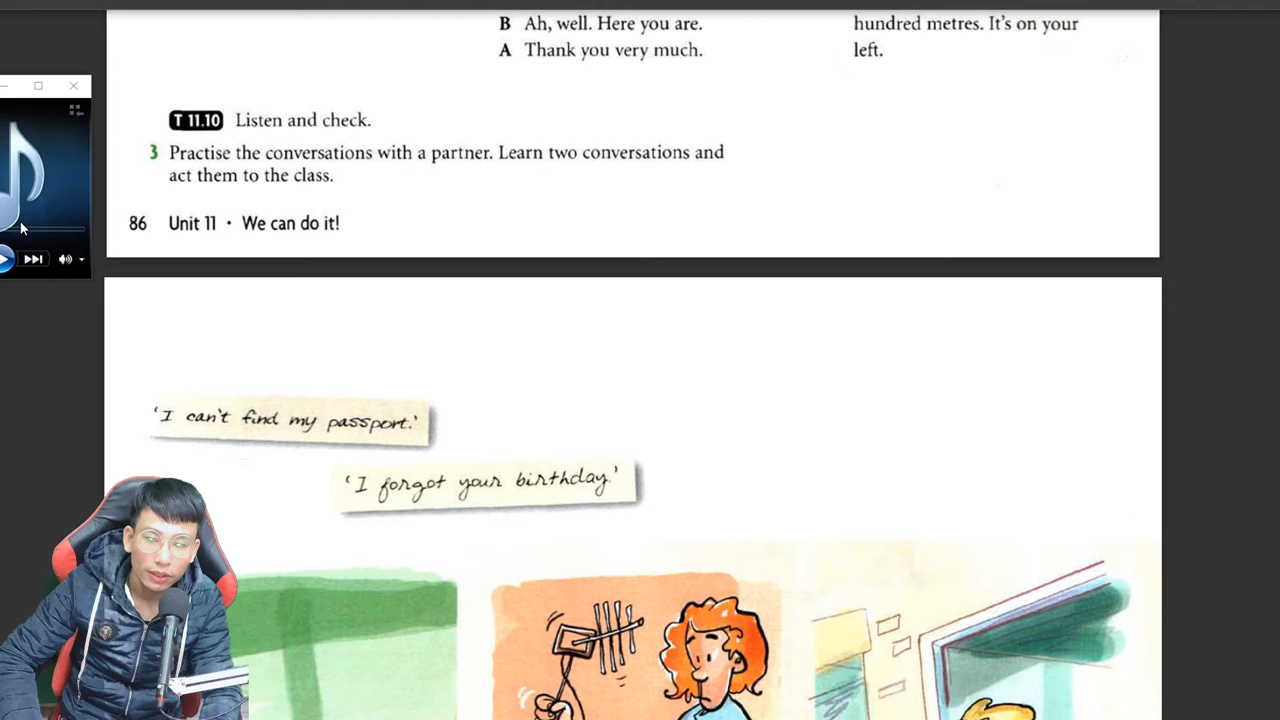 B Ah, well. Here you are.
A Thank you very much.
hundred metres. It's on your
left.
T 11.10 Listen and check.
3 Practise the conversations with a partner. Learn two conversations and
act them to the class.
86 Unit 11 · We can do it!
'I can't find my passport.'
'I forgot your birthday.'